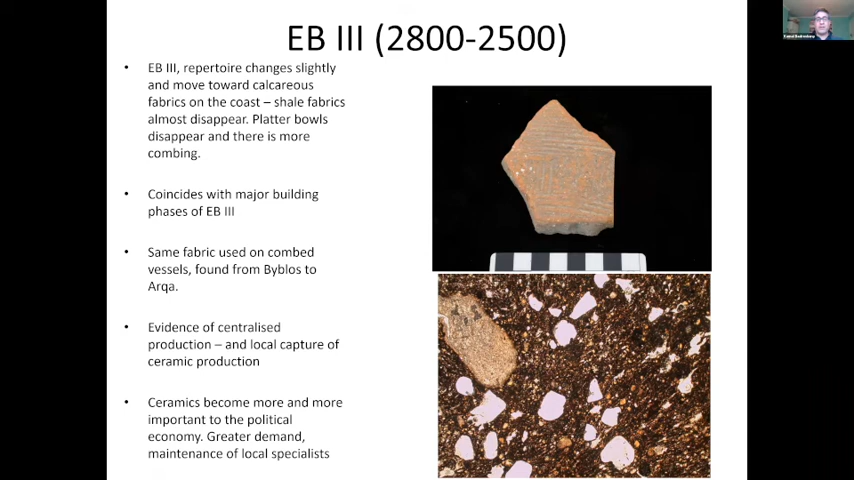 EB III (2800-2500)
• EB III, repertoire changes slightly
and move toward calcareous
fabrics on the coast – shale fabrics
almost disappear. Platter bowls
disappear and there is more
combing.
• Coincides with major building
phases of EB III
• Same fabric used on combed
vessels, found from Byblos to
Arqa.
• Evidence of centralised
production – and local capture of
ceramic production
• Ceramics become more and more
important to the political
economy. Greater demand,
maintenance of local specialists